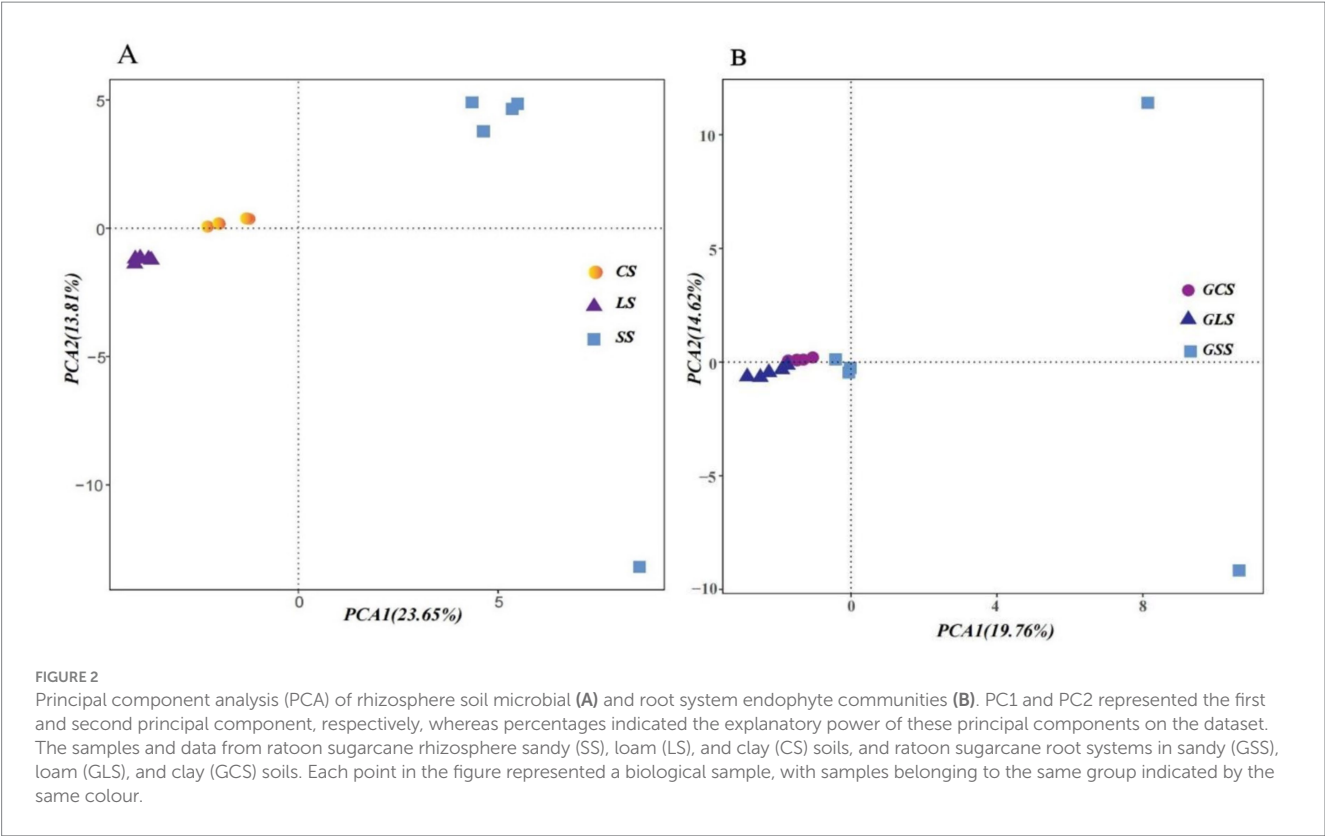 A
5
0
−5
−10
PCA2(13.81%)
CS
LS
SS
0
5
PCA1(23.65%)
B
10
5
0
−5
−10
PCA2(14.62%)
GCS
GLS
GSS
0
4
8
PCA1(19.76%)
FIGURE 2
Principal component analysis (PCA) of rhizosphere soil microbial (A) and root system endophyte communities (B). PC1 and PC2 represented the first
and second principal component, respectively, whereas percentages indicated the explanatory power of these principal components on the dataset.
The samples and data from ratoon sugarcane rhizosphere sandy (SS), loam (LS), and clay (CS) soils, and ratoon sugarcane root systems in sandy (GSS),
loam (GLS), and clay (GCS) soils. Each point in the figure represented a biological sample, with samples belonging to the same group indicated by the
same colour.